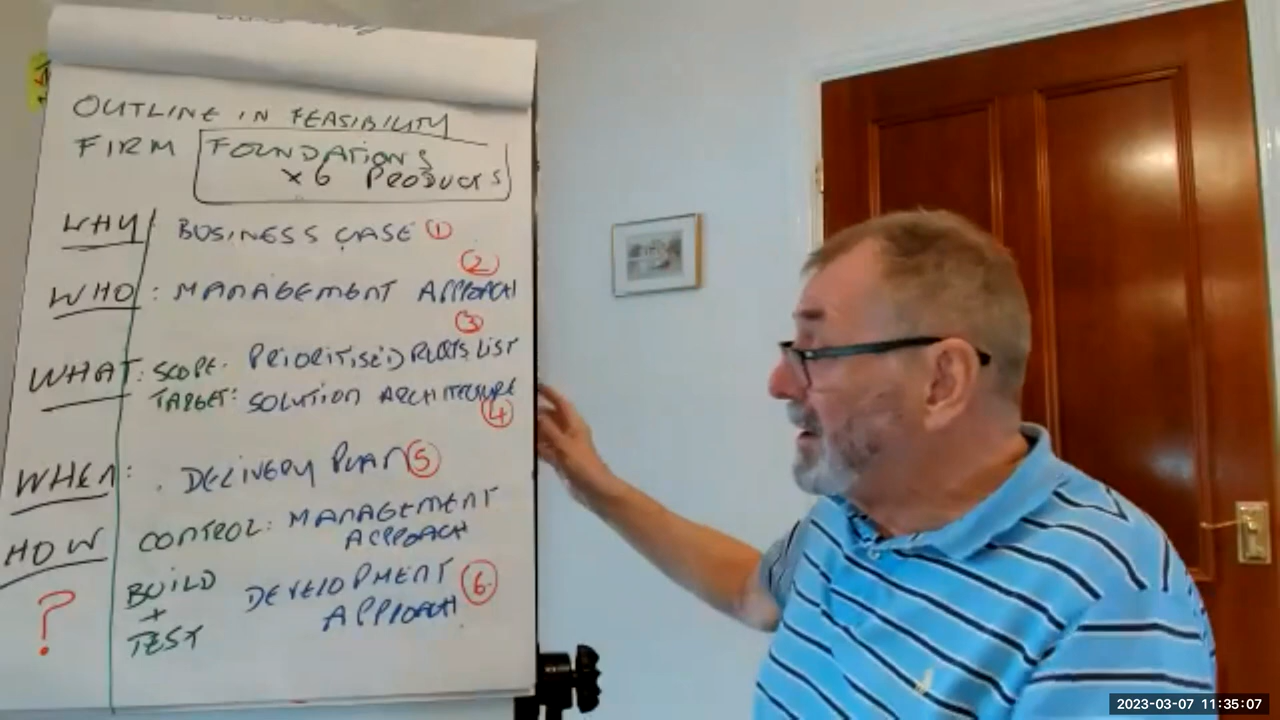 OUTLINE IN FEASIBILITY
FIRM FOUNDATIONS
x6 PRODUCTS
WHY BUSINESS CASE 1
2
WHO: MANAGEMENT APPROACH
3
WHAT: SCOPE: PRIORITISED RQTS LIST
TARGET: SOLUTION ARCHITECTURE
4
WHEN: DELIVERY PLAN 5
HOW CONTROL: MANAGEMENT
APPROACH
? BUILD DEVELOPMENT 6
+ APPROACH
TEST
2023-03-07 11:35:07